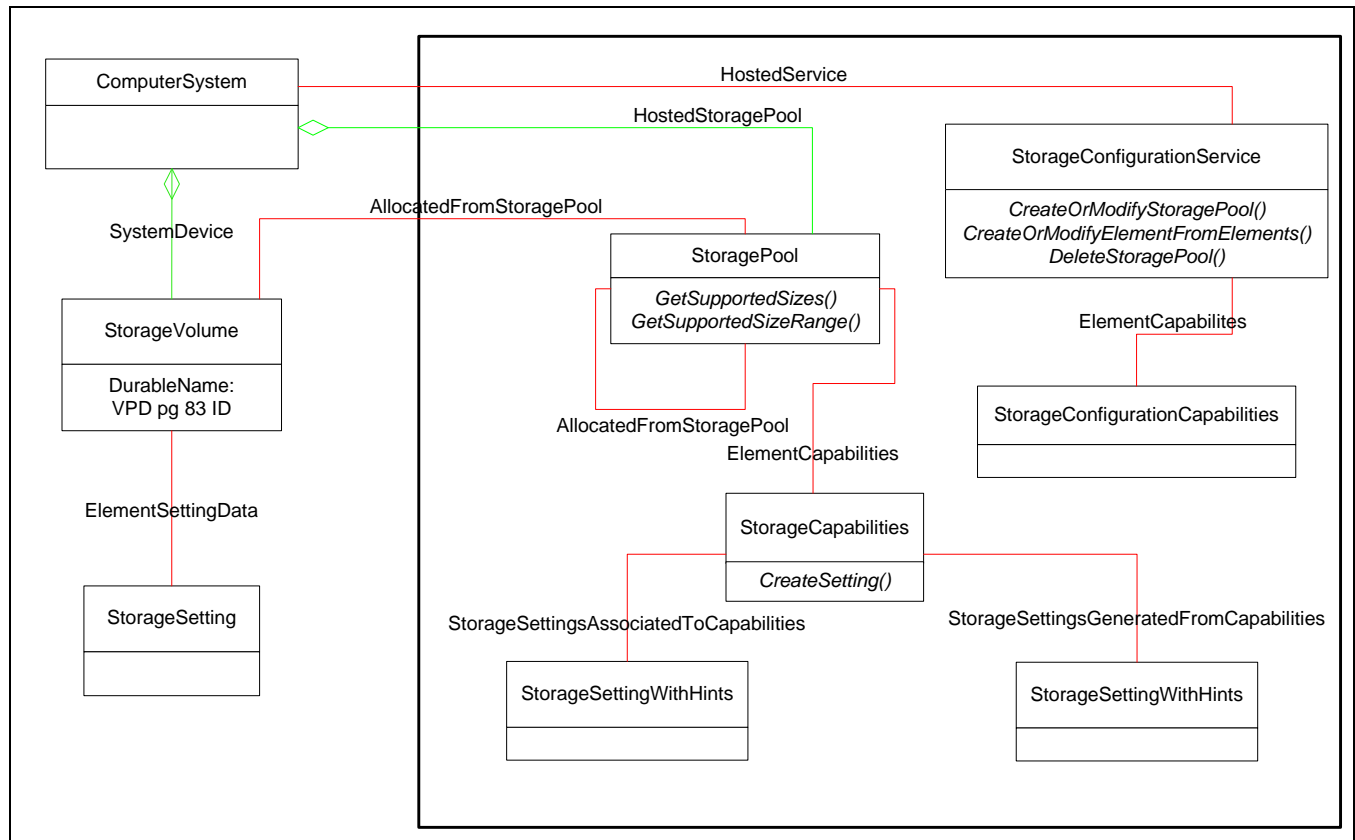 ComputerSystem
HostedService
HostedStoragePool
StorageConfigurationService
CreateOrModifyStoragePool()
CreateOrModifyElementFromElements()
DeleteStoragePool()
AllocatedFromStoragePool
SystemDevice
StoragePool
GetSupportedSizes()
GetSupportedSizeRange()
StorageVolume
DurableName:
VPD pg 83 ID
ElementCapabilites
StorageConfigurationCapabilities
AllocatedFromStoragePool
ElementCapabilities
ElementSettingData
StorageCapabilities
CreateSetting()
StorageSetting
StorageSettingsAssociatedToCapabilities
StorageSettingsGeneratedFromCapabilities
StorageSettingWithHints
StorageSettingWithHints